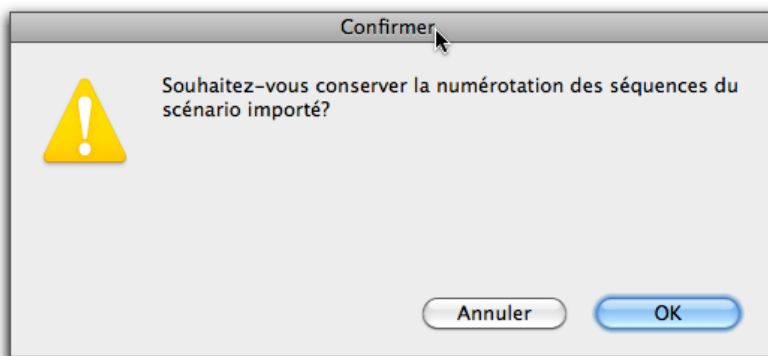 Confirmer
Souhaitez-vous conserver la numérotation des séquences du
scénario importé?
Annuler
OK